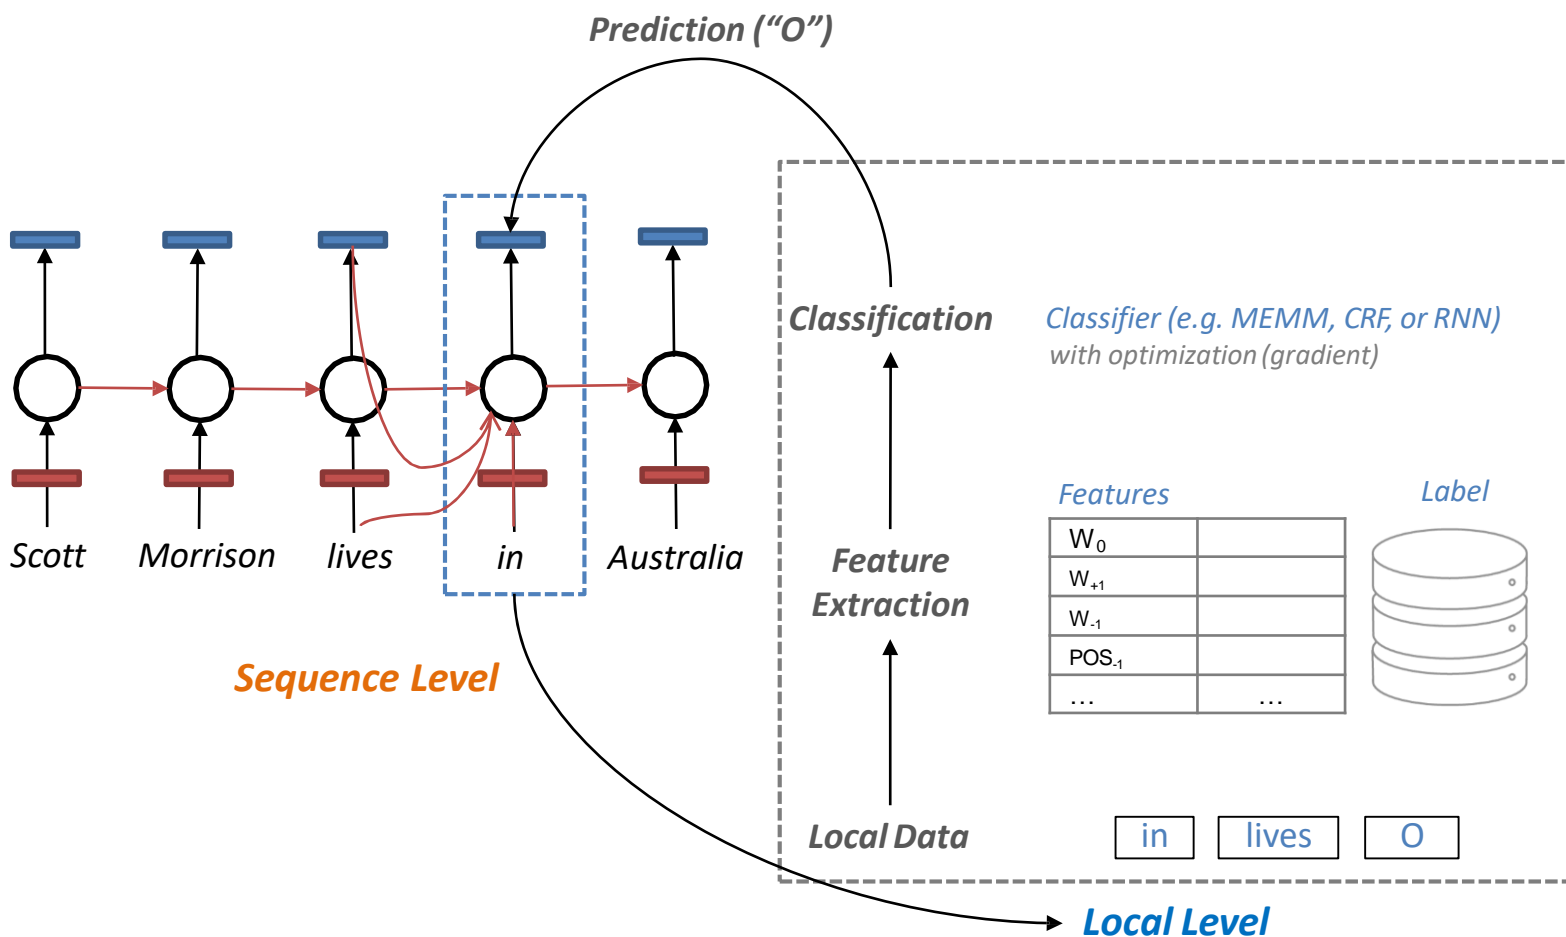 Prediction (“O”)
Classification
Classifier (e.g. MEMM, CRF, or RNN)
with optimization (gradient)
Features
Label
W0
W+1
W-1
POS-1
… …
Feature
Extraction
Scott Morrison lives in Australia
Sequence Level
Local Data
in lives O
Local Level